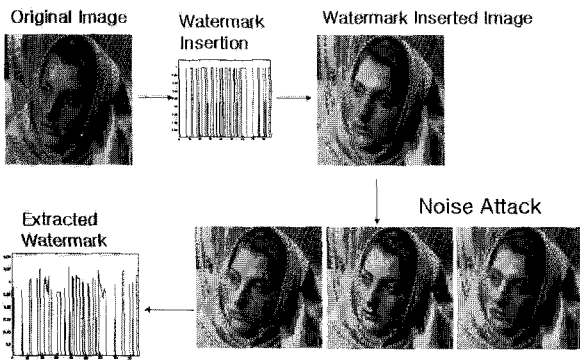 Original Image
Watermark
Insertion
Watermark Inserted Image
Noise Attack
Extracted
Watermark